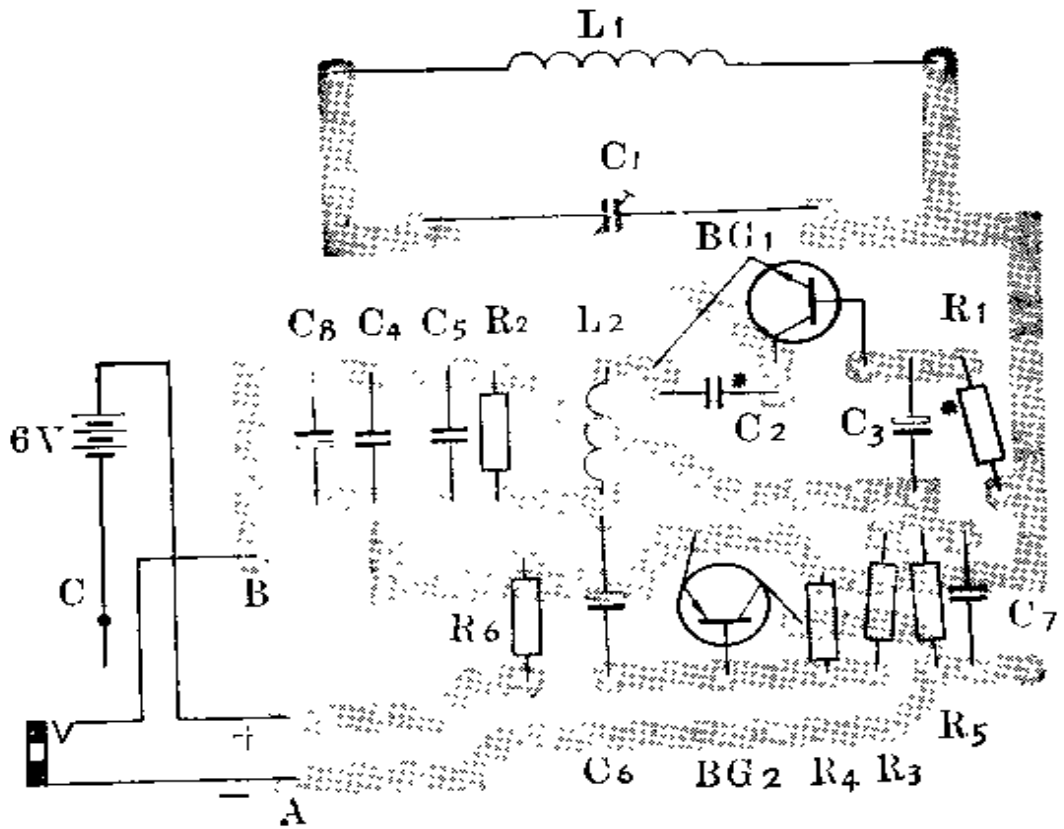 L1
C1
BG1
C8 C4 C5 R2 L2 R1
6V
C2 C3
C B
R6 C7
+
R5
C6 BG2 R4 R3
−
A